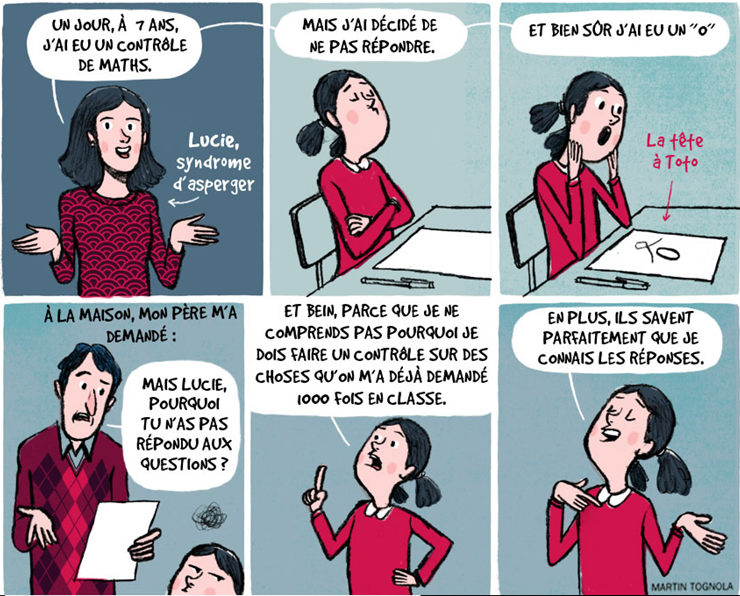 UN JOUR, À 7 ANS,
J'AI EU UN CONTRÔLE
DE MATHS.
Lucie,
syndrome
d'asperger
MAIS J'AI DÉCIDÉ DE
NE PAS RÉPONDRE.
ET BIEN SÛR J'AI EU UN "0"
La tête
à Toto
À LA MAISON, MON PÈRE M'A
DEMANDÉ :
MAIS LUCIE,
POURQUOI
TU N'AS PAS
RÉPONDU AUX
QUESTIONS ?
ET BEIN, PARCE QUE JE NE
COMPRENDS PAS POURQUOI JE
DOIS FAIRE UN CONTRÔLE SUR DES
CHOSES QU'ON M'A DÉJÀ DEMANDÉ
1000 FOIS EN CLASSE.
EN PLUS, ILS SAVENT
PARFAITEMENT QUE JE
CONNAIS LES RÉPONSES.
MARTIN TOGNOLA